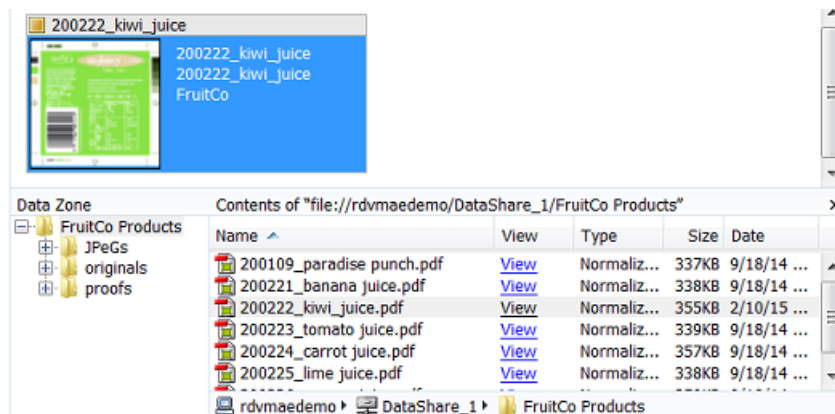 200222_kiwi_juice
200222_kiwi_juice
200222_kiwi_juice
FruitCo
Data Zone
Contents of "file://rdvmaedemo/DataShare_1/FruitCo Products"
FruitCo Products
JPeGs
originals
proofs
Name View Type Size Date
200109_paradise punch.pdf View Normaliz... 337KB 9/18/14 ...
200221_banana juice.pdf View Normaliz... 338KB 9/18/14 ...
200222_kiwi_juice.pdf View Normaliz... 355KB 2/10/15 ...
200223_tomato juice.pdf View Normaliz... 339KB 9/18/14 ...
200224_carrot juice.pdf View Normaliz... 357KB 9/18/14 ...
200225_lime juice.pdf View Normaliz... 338KB 9/18/14 ...
rdvmaedemo DataShare_1 FruitCo Products